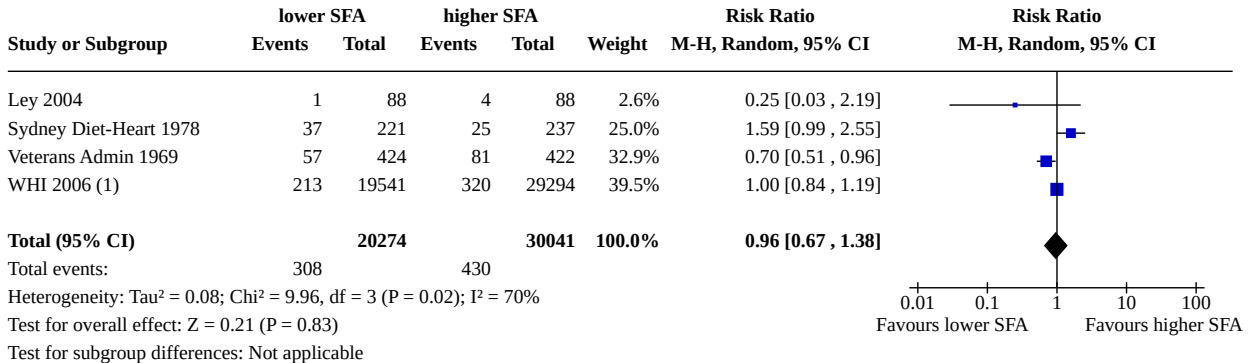 lower SFA higher SFA Risk Ratio Risk Ratio
Study or Subgroup Events Total Events Total Weight M-H, Random, 95% CI M-H, Random, 95% CI
Ley 2004 1 88 4 88 2.6% 0.25 [0.03 , 2.19]
Sydney Diet-Heart 1978 37 221 25 237 25.0% 1.59 [0.99 , 2.55]
Veterans Admin 1969 57 424 81 422 32.9% 0.70 [0.51 , 0.96]
WHI 2006 (1) 213 19541 320 29294 39.5% 1.00 [0.84 , 1.19]
Total (95% CI) 20274 30041 100.0% 0.96 [0.67 , 1.38]
Total events: 308 430
Heterogeneity: Tau² = 0.08; Chi² = 9.96, df = 3 (P = 0.02); I² = 70%
0.01 0.1 1 10 100
Test for overall effect: Z = 0.21 (P = 0.83)
Favours lower SFA Favours higher SFA
Test for subgroup differences: Not applicable